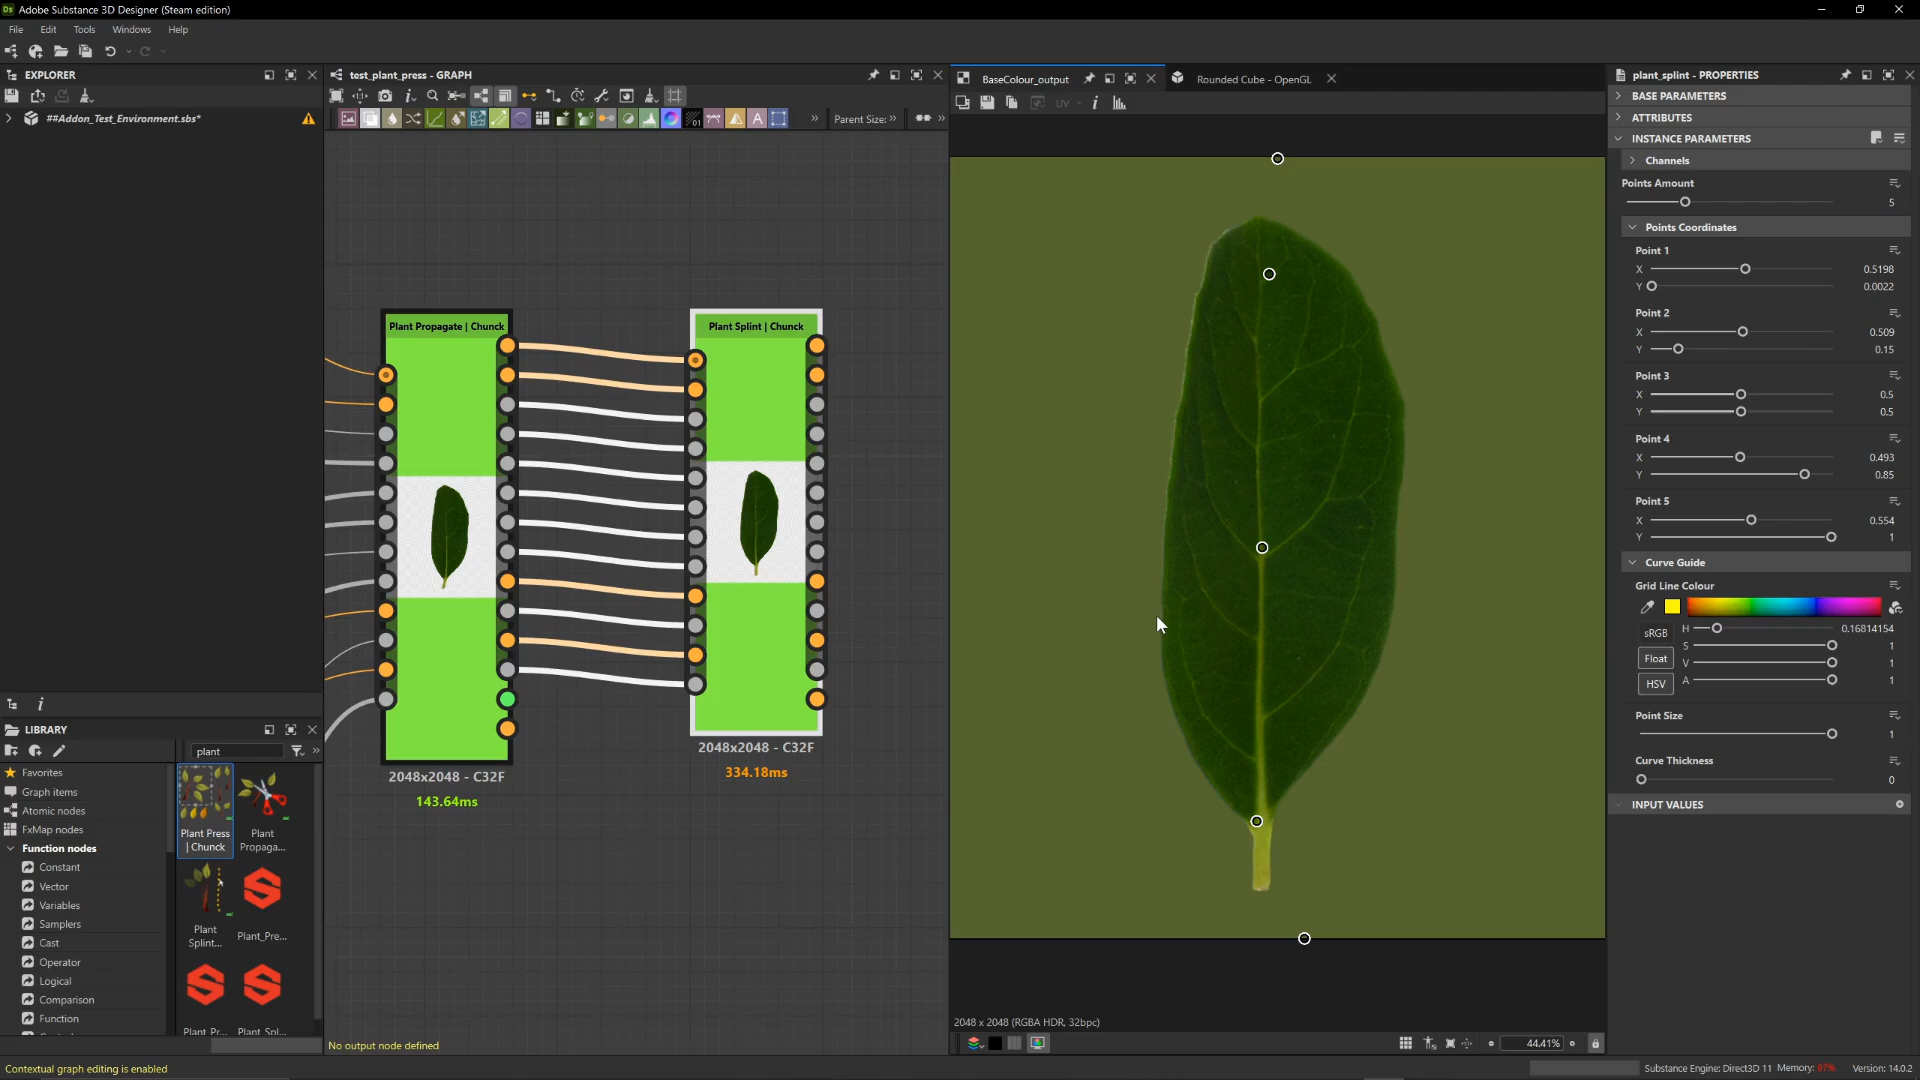 Adobe Substance 3D Designer (Steam edition)
File Edit Tools Windows Help
EXPLORER
##Addon_Test_Environment.sbs*
LIBRARY
plant
Favorites
Graph items
Atomic nodes
FxMap nodes
Function nodes
Constant
Vector
Variables
Samplers
Cast
Operator
Logical
Comparison
Function
Plant Press
| Chunck
Plant
Propaga...
Plant
Splint...
Plant_Pre...
Plant_Pr...
Plant_Spl...
test_plant_press - GRAPH
Parent Size:
Plant Propagate | Chunck
2048x2048 - C32F
143.64ms
Plant Splint | Chunck
2048x2048 - C32F
334.18ms
No output node defined
BaseColour_output
Rounded Cube - OpenGL
UV
2048 x 2048 (RGBA HDR, 32bpc)
44.41%
plant_splint - PROPERTIES
BASE PARAMETERS
ATTRIBUTES
INSTANCE PARAMETERS
Channels
Points Amount
5
Points Coordinates
Point 1
X 0.5198
Y 0.0022
Point 2
X 0.509
Y 0.15
Point 3
X 0.5
Y 0.5
Point 4
X 0.493
Y 0.85
Point 5
X 0.554
Y 1
Curve Guide
Grid Line Colour
sRGB
Float
HSV
H 0.16814154
S 1
V 1
A 1
Point Size
1
Curve Thickness
0
INPUT VALUES
Contextual graph editing is enabled
Substance Engine: Direct3D 11 Memory: 97% Version: 14.0.2